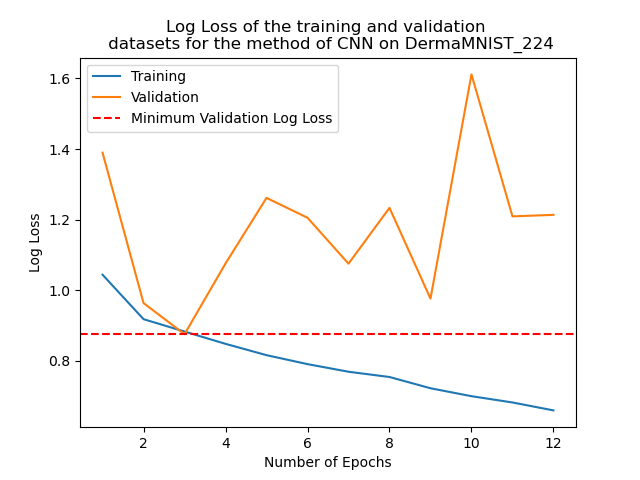 Log Loss of the training and validation
datasets for the method of CNN on DermaMNIST_224
Training
Validation
Minimum Validation Log Loss
Log Loss
1.6
1.4
1.2
1.0
0.8
2 4 6 8 10 12
Number of Epochs